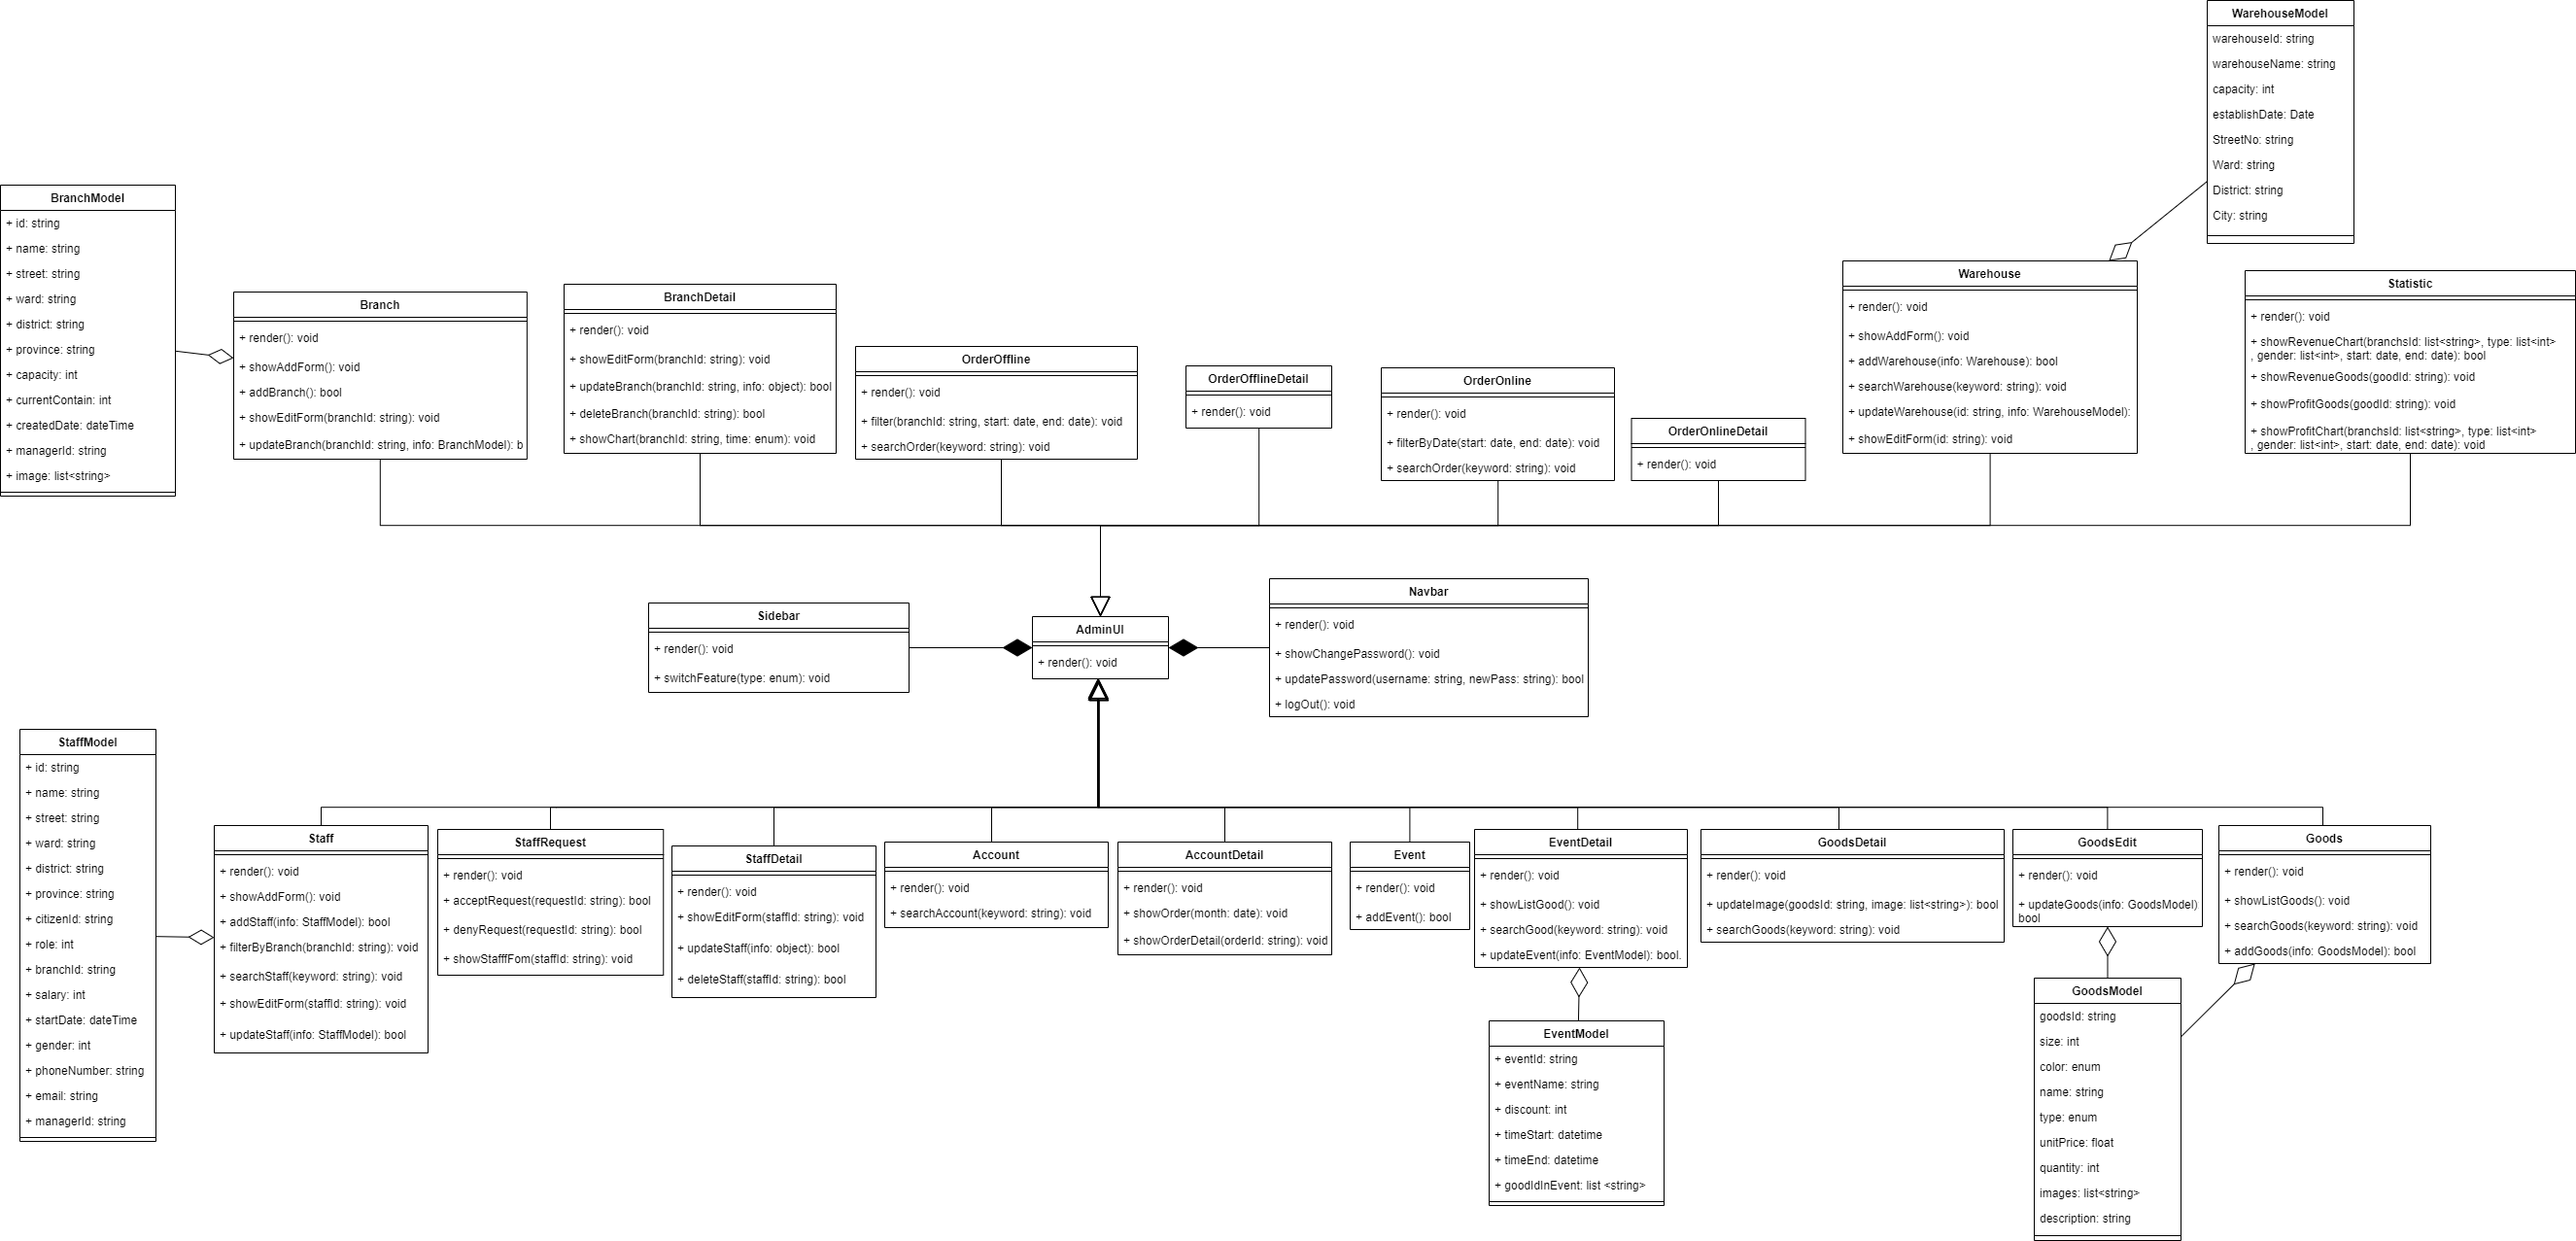 WarehouseModel
warehouseId: string
warehouseName: string
capacity: int
establishDate: Date
StreetNo: string
Ward: string
District: string
City: string
BranchModel
+ id: string
+ name: string
+ street: string
+ ward: string
+ district: string
+ province: string
+ capacity: int
+ currentContain: int
+ createdDate: dateTime
+ managerId: string
+ image: list<string>
Branch
+ render(): void
+ showAddForm(): void
+ addBranch(): bool
+ showEditForm(branchId: string): void
+ updateBranch(branchId: string, info: BranchModel): b
BranchDetail
+ render(): void
+ showEditForm(branchId: string): void
+ updateBranch(branchId: string, info: object): bool
+ deleteBranch(branchId: string): bool
+ showChart(branchId: string, time: enum): void
OrderOffline
+ render(): void
+ filter(branchId: string, start: date, end: date): void
+ searchOrder(keyword: string): void
OrderOfflineDetail
+ render(): void
OrderOnline
+ render(): void
+ filterByDate(start: date, end: date): void
+ searchOrder(keyword: string): void
OrderOnlineDetail
+ render(): void
Warehouse
+ render(): void
+ showAddForm(): void
+ addWarehouse(info: Warehouse): bool
+ searchWarehouse(keyword: string): void
+ updateWarehouse(id: string, info: WarehouseModel):
+ showEditForm(id: string): void
Statistic
+ render(): void
+ showRevenueChart(branchsId: list<string>, type: list<int>
, gender: list<int>, start: date, end: date): bool
+ showRevenueGoods(goodId: string): void
+ showProfitGoods(goodId: string): void
+ showProfitChart(branchsId: list<string>, type: list<int>
, gender: list<int>, start: date, end: date): void
Sidebar
+ render(): void
+ switchFeature(type: enum): void
AdminUI
+ render(): void
Navbar
+ render(): void
+ showChangePassword(): void
+ updatePassword(username: string, newPass: string): bool
+ logOut(): void
StaffModel
+ id: string
+ name: string
+ street: string
+ ward: string
+ district: string
+ province: string
+ citizenId: string
+ role: int
+ branchId: string
+ salary: int
+ startDate: dateTime
+ gender: int
+ phoneNumber: string
+ email: string
+ managerId: string
Staff
+ render(): void
+ showAddForm(): void
+ addStaff(info: StaffModel): bool
+ filterByBranch(branchId: string): void
+ searchStaff(keyword: string): void
+ showEditForm(staffId: string): void
+ updateStaff(info: StaffModel): bool
StaffRequest
+ render(): void
+ acceptRequest(requestId: string): bool
+ denyRequest(requestId: string): bool
+ showStafffFom(staffId: string): void
StaffDetail
+ render(): void
+ showEditForm(staffId: string): void
+ updateStaff(info: object): bool
+ deleteStaff(staffId: string): bool
Account
+ render(): void
+ searchAccount(keyword: string): void
AccountDetail
+ render(): void
+ showOrder(month: date): void
+ showOrderDetail(orderId: string): void
Event
+ render(): void
+ addEvent(): bool
EventDetail
+ render(): void
+ showListGood(): void
+ searchGood(keyword: string): void
+ updateEvent(info: EventModel): bool.
GoodsDetail
+ render(): void
+ updateImage(goodsId: string, image: list<string>): bool
+ searchGoods(keyword: string): void
GoodsEdit
+ render(): void
+ updateGoods(info: GoodsModel)
bool
Goods
+ render(): void
+ showListGoods(): void
+ searchGoods(keyword: string): void
+ addGoods(info: GoodsModel): bool
EventModel
+ eventId: string
+ eventName: string
+ discount: int
+ timeStart: datetime
+ timeEnd: datetime
+ goodIdInEvent: list <string>
GoodsModel
goodsId: string
size: int
color: enum
name: string
type: enum
unitPrice: float
quantity: int
images: list<string>
description: string